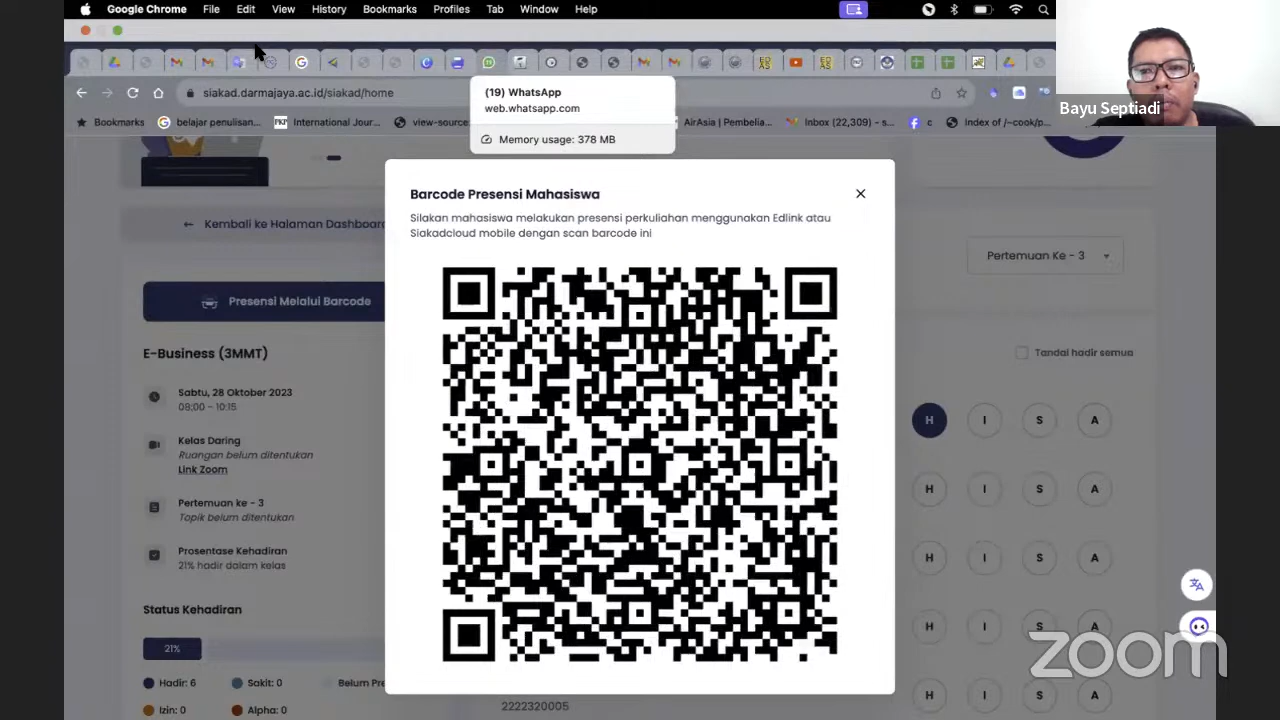 Google Chrome File Edit View History Bookmarks Profiles Tab Window Help
siakad.darmajaya.ac.id/siakad/home
(19) WhatsApp
web.whatsapp.com
Memory usage: 378 MB
Bayu Septiadi
Bookmarks belajar penulisan... PKP International Jour... view-source: AirAsia | Pembelia... Inbox (22,309) - s... c Index of /~cook/p...
Barcode Presensi Mahasiswa
Silakan mahasiswa melakukan presensi perkuliahan menggunakan Edlink atau
Siakadcloud mobile dengan scan barcode ini
← Kembali ke Halaman Dashboard
Pertemuan Ke - 3
Presensi Melalui Barcode
E-Business (3MMT)
Tandai hadir semua
Sabtu, 28 Oktober 2023
08:00 - 10:15
Kelas Daring
Ruangan belum ditentukan
Link Zoom
Pertemuan ke - 3
Topik belum ditentukan
Prosentase Kehadiran
21% hadir dalam kelas
Status Kehadiran
21%
Hadir: 6 Sakit: 0 Belum Pre
Izin: 0 Alpha: 0
H I S A
H I S A
H I S A
H I S A
H I S A
2222320005
zoom